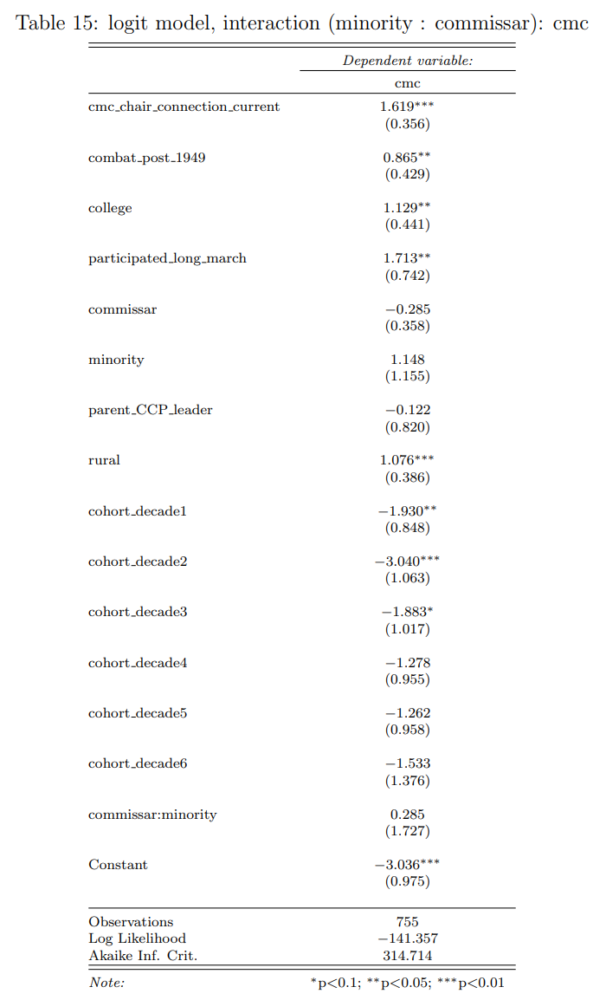 Table 15: logit model, interaction (minority : commissar): cmc
Dependent variable:
cmc
cmc_chair_connection_current 1.619***
(0.356)
combat_post_1949 0.865**
(0.429)
college 1.129**
(0.441)
participated_long_march 1.713**
(0.742)
commissar −0.285
(0.358)
minority 1.148
(1.155)
parent_CCP_leader −0.122
(0.820)
rural 1.076***
(0.386)
cohort_decade1 −1.930**
(0.848)
cohort_decade2 −3.040***
(1.063)
cohort_decade3 −1.883*
(1.017)
cohort_decade4 −1.278
(0.955)
cohort_decade5 −1.262
(0.958)
cohort_decade6 −1.533
(1.376)
commissar:minority 0.285
(1.727)
Constant −3.036***
(0.975)
Observations 755
Log Likelihood −141.357
Akaike Inf. Crit. 314.714
Note: *p<0.1; **p<0.05; ***p<0.01